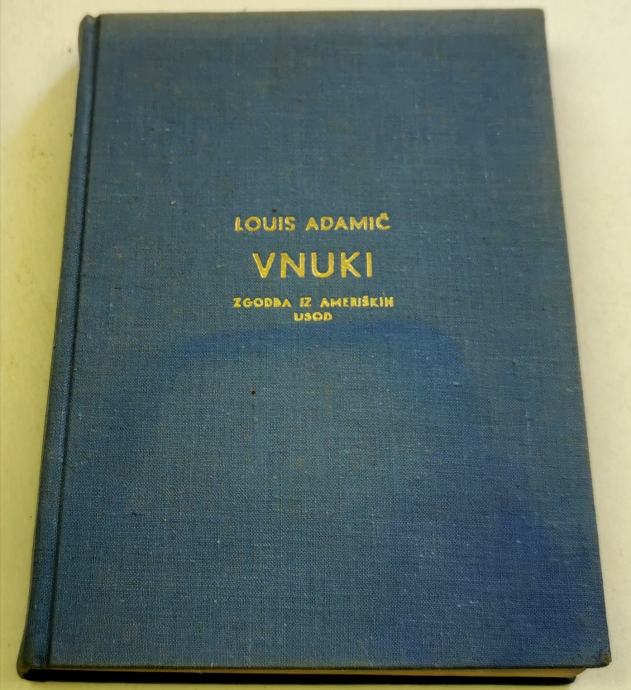 LOUIS ADAMIČ
VNUKI
ZGODBA IZ AMERIŠKIH
USOD